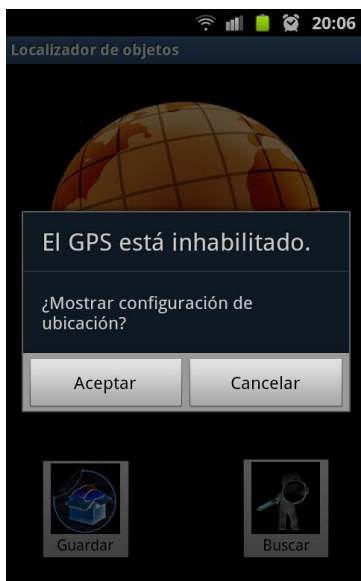 20:06
Localizador de objetos
El GPS está inhabilitado.
¿Mostrar configuración de
ubicación?
Aceptar Cancelar
Guardar Buscar